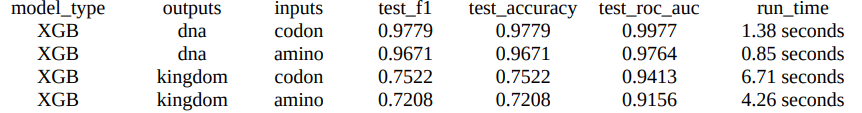 model_type outputs inputs test_f1 test_accuracy test_roc_auc run_time
XGB dna codon 0.9779 0.9779 0.9977 1.38 seconds
XGB dna amino 0.9671 0.9671 0.9764 0.85 seconds
XGB kingdom codon 0.7522 0.7522 0.9413 6.71 seconds
XGB kingdom amino 0.7208 0.7208 0.9156 4.26 seconds